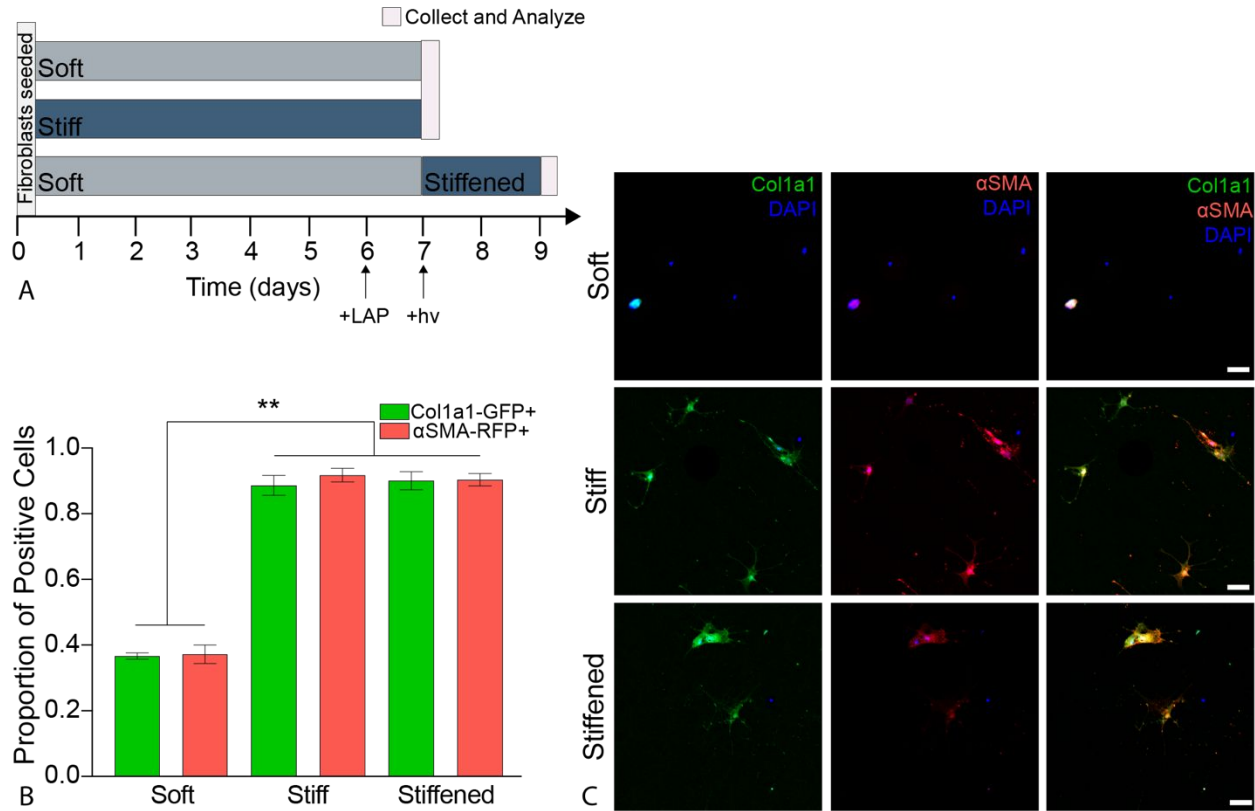 Collect and Analyze
Fibroblasts seeded
Soft
Stiff
Soft
Stiffened
0 1 2 3 4 5 6 7 8 9
Time (days)
+LAP
+hv
A
**
Col1a1-GFP+
αSMA-RFP+
Proportion of Positive Cells
1.0
0.8
0.6
0.4
0.2
0.0
Soft Stiff Stiffened
B
Col1a1
DAPI
αSMA
DAPI
Col1a1
αSMA
DAPI
Soft
Stiff
Stiffened
C